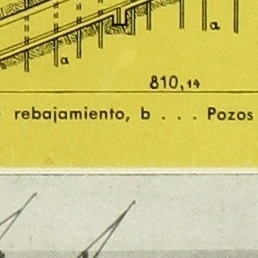 a
a
810,14
rebajamiento, b . . . Pozos